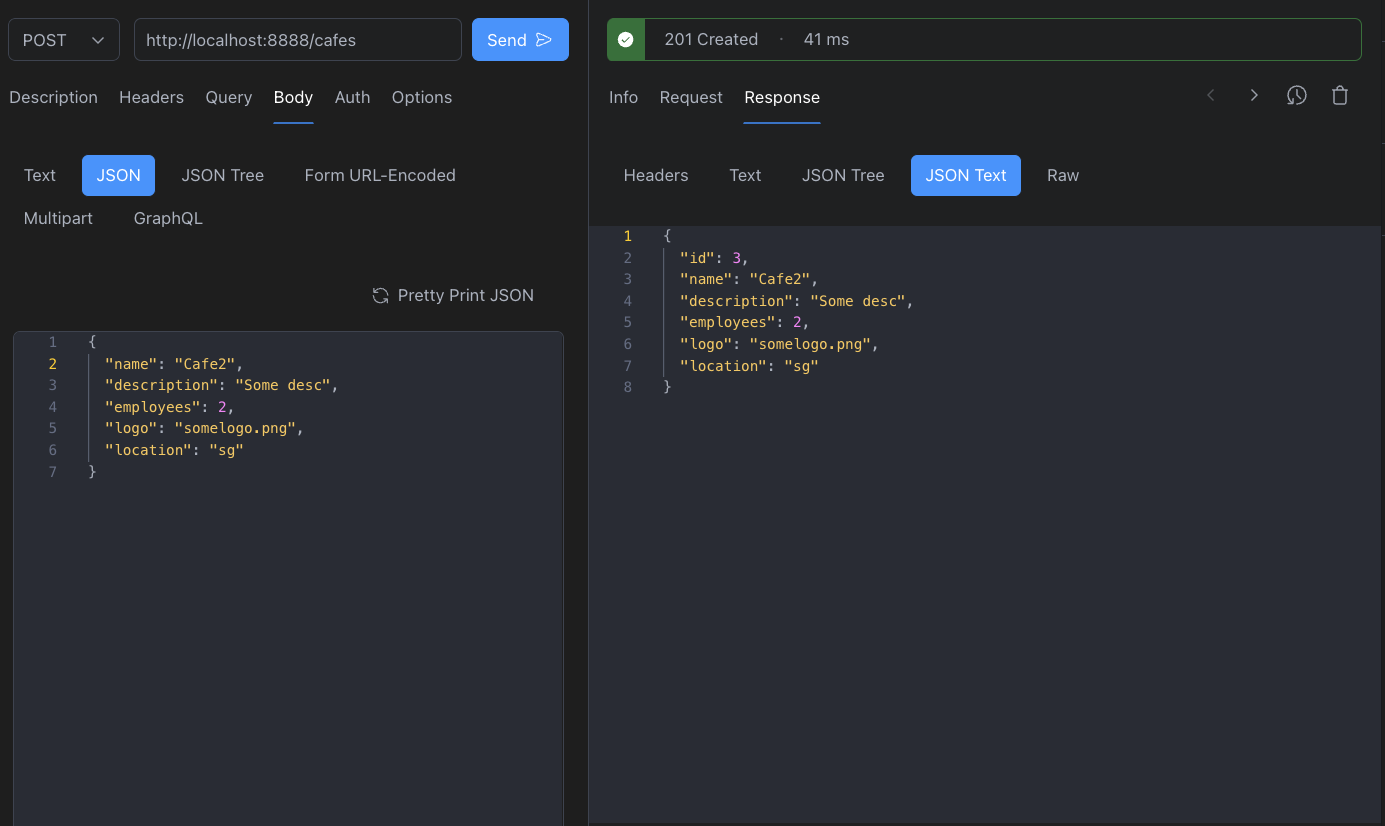 POST http://localhost:8888/cafes Send
Description Headers Query Body Auth Options
Text JSON JSON Tree Form URL-Encoded
Multipart GraphQL
Pretty Print JSON
1 {
2 "name": "Cafe2",
3 "description": "Some desc",
4 "employees": 2,
5 "logo": "somelogo.png",
6 "location": "sg"
7 }
201 Created · 41 ms
Info Request Response
Headers Text JSON Tree JSON Text Raw
1 {
2 "id": 3,
3 "name": "Cafe2",
4 "description": "Some desc",
5 "employees": 2,
6 "logo": "somelogo.png",
7 "location": "sg"
8 }